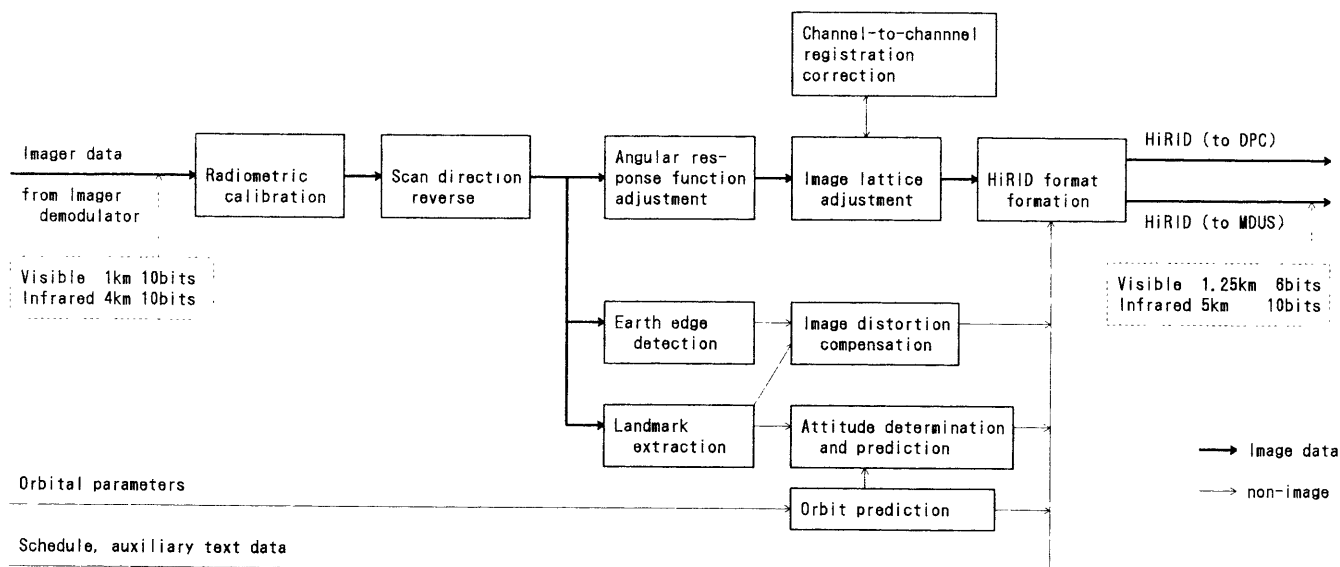 Channel-to-channnel
registration
correction
Imager data
from Imager
demodulator
Radiometric
calibration
Scan direction
reverse
Angular res-
ponse function
adjustment
Image lattice
adjustment
HiRID format
formation
HiRID (to DPC)
HiRID (to MDUS)
Visible 1km 10bits
Infrared 4km 10bits
Visible 1.25km 6bits
Infrared 5km 10bits
Earth edge
detection
Image distortion
compensation
Landmark
extraction
Attitude determination
and prediction
Image data
Orbital parameters
Orbit prediction
non-image
Schedule, auxiliary text data